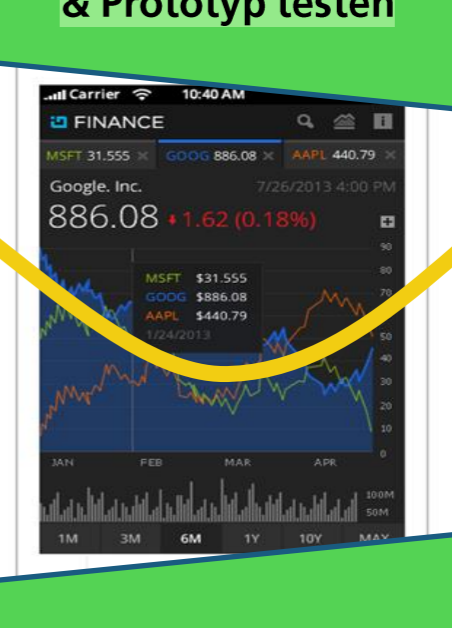 & Prototyp testen
Carrier 10:40 AM
FINANCE
MSFT 31.555 × GOOG 886.08 × AAPL 440.79 ×
Google. Inc. 7/26/2013 4:00 PM
886.08 1.62 (0.18%)
90
80
MSFT $31.555
70
GOOG $886.08
AAPL $440.79
1/24/2013
50
40
30
20
10
0
JAN FEB MAR APR
100M
50M
1M 3M 6M 1Y 10Y MAX